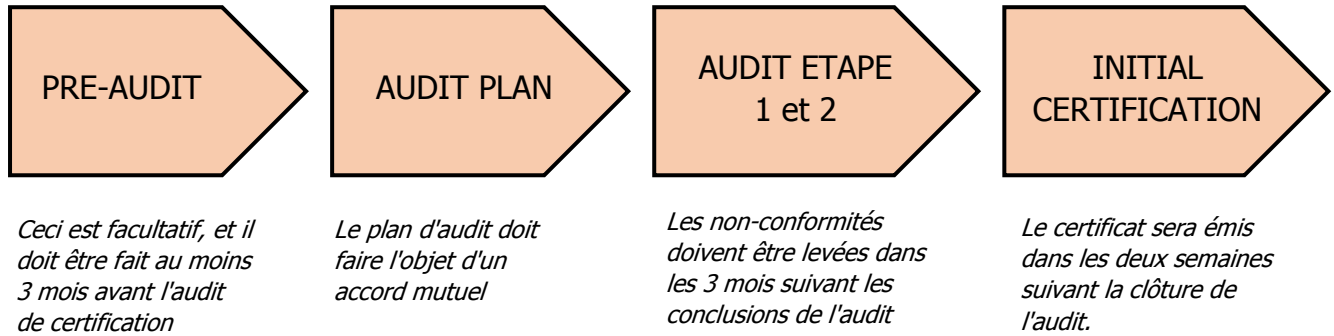 PRE-AUDIT
Ceci est facultatif, et il
doit être fait au moins
3 mois avant l'audit
de certification
AUDIT PLAN
Le plan d'audit doit
faire l'objet d'un
accord mutuel
AUDIT ETAPE
1 et 2
Les non-conformités
doivent être levées dans
les 3 mois suivant les
conclusions de l'audit
INITIAL
CERTIFICATION
Le certificat sera émis
dans les deux semaines
suivant la clôture de
l'audit.